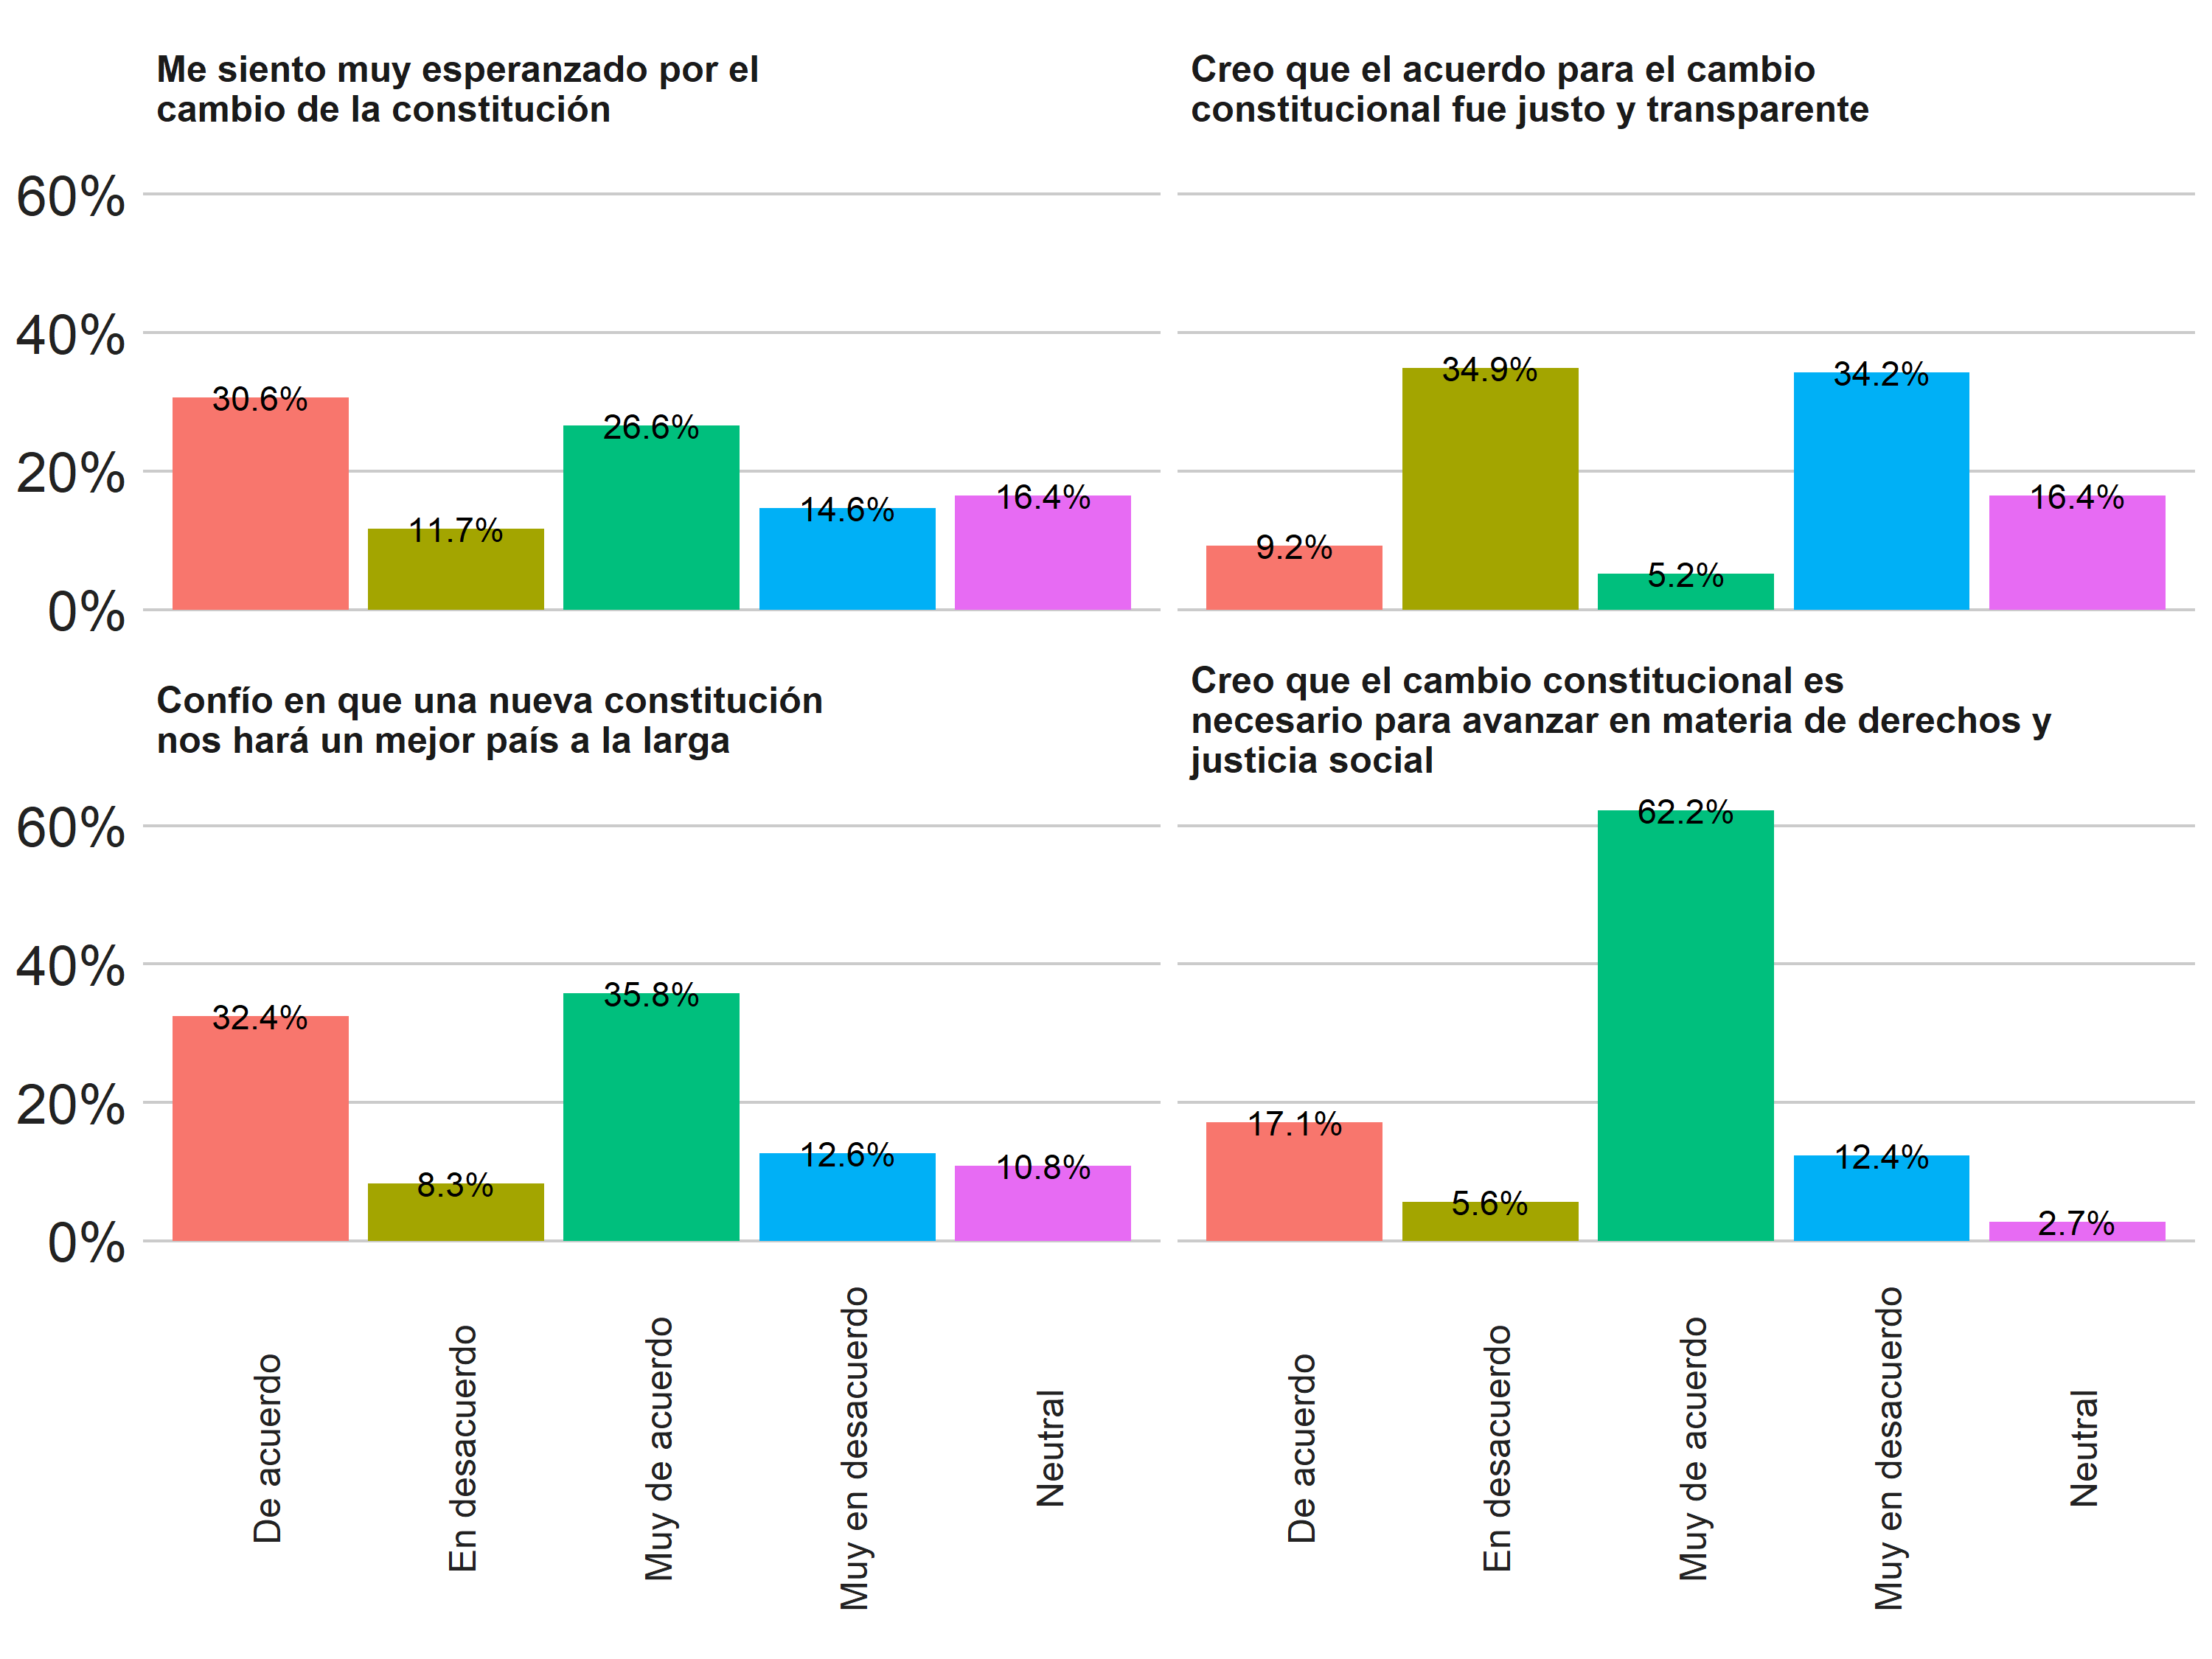 Me siento muy esperanzado por el
cambio de la constitución
Creo que el acuerdo para el cambio
constitucional fue justo y transparente
60%
40%
20%
0%
30.6%
11.7%
26.6%
14.6%
16.4%
9.2%
34.9%
5.2%
34.2%
16.4%
Confío en que una nueva constitución
nos hará un mejor país a la larga
Creo que el cambio constitucional es
necesario para avanzar en materia de derechos y
justicia social
60%
40%
20%
0%
32.4%
8.3%
35.8%
12.6%
10.8%
17.1%
5.6%
62.2%
12.4%
2.7%
De acuerdo
En desacuerdo
Muy de acuerdo
Muy en desacuerdo
Neutral
De acuerdo
En desacuerdo
Muy de acuerdo
Muy en desacuerdo
Neutral